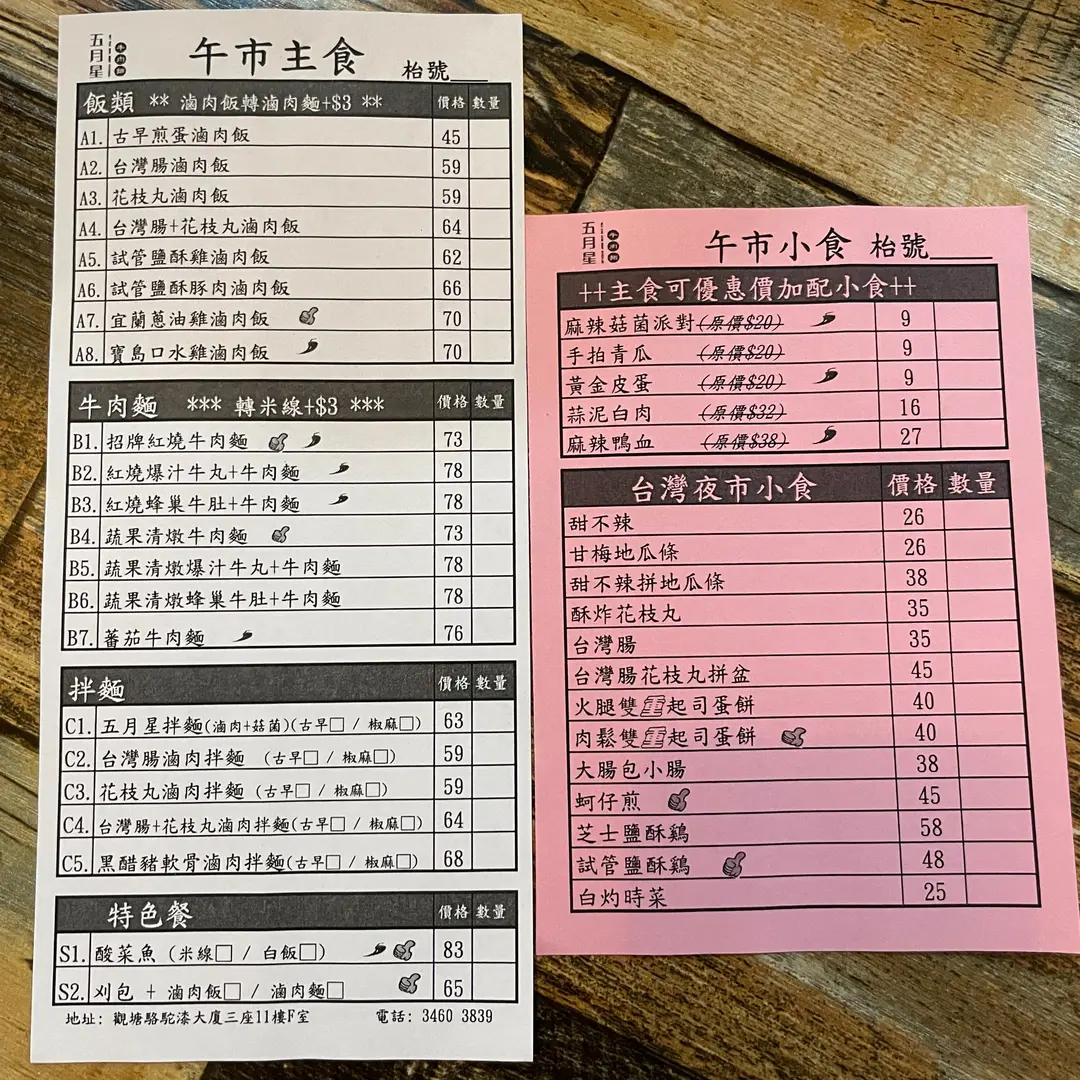 五月星 牛肉麵
午市主食 枱號___
飯類 ** 滷肉飯轉滷肉麵+$3 ** 價格 數量
A1. 古早煎蛋滷肉飯 45
A2. 台灣腸滷肉飯 59
A3. 花枝丸滷肉飯 59
A4. 台灣腸+花枝丸滷肉飯 64
A5. 試管鹽酥雞滷肉飯 62
A6. 試管鹽酥豚肉滷肉飯 66
A7. 宜蘭蔥油雞滷肉飯 70
A8. 寶島口水雞滷肉飯 70
牛肉麵 *** 轉米線+$3 *** 價格 數量
B1. 招牌紅燒牛肉麵 73
B2. 紅燒爆汁牛丸+牛肉麵 78
B3. 紅燒蜂巢牛肚+牛肉麵 78
B4. 蔬果清燉牛肉麵 73
B5. 蔬果清燉爆汁牛丸+牛肉麵 78
B6. 蔬果清燉蜂巢牛肚+牛肉麵 78
B7. 蕃茄牛肉麵 76
拌麵 價格 數量
C1. 五月星拌麵(滷肉+菇菌)(古早□ / 椒麻□) 63
C2. 台灣腸滷肉拌麵 (古早□ / 椒麻□) 59
C3. 花枝丸滷肉拌麵 (古早□ / 椒麻□) 59
C4. 台灣腸+花枝丸滷肉拌麵(古早□ / 椒麻□) 64
C5. 黑醋豬軟骨滷肉拌麵(古早□ / 椒麻□) 68
特色餐 價格 數量
S1. 酸菜魚 (米線□ / 白飯□) 83
S2. 刈包 + 滷肉飯□ / 滷肉麵□ 65
地址: 觀塘駱駝漆大廈三座11樓F室 電話: 3460 3839
五月星
午市小食 枱號____
++主食可優惠價加配小食++
麻辣菇菌派對(原價$20) 9
手拍青瓜 (原價$20) 9
黃金皮蛋 (原價$20) 9
蒜泥白肉 (原價$32) 16
麻辣鴨血 (原價$38) 27
台灣夜市小食 價格 數量
甜不辣 26
甘梅地瓜條 26
甜不辣拼地瓜條 38
酥炸花枝丸 35
台灣腸 35
台灣腸花枝丸拼盆 45
火腿雙重起司蛋餅 40
肉鬆雙重起司蛋餅 40
大腸包小腸 38
蚵仔煎 45
芝士鹽酥鷄 58
試管鹽酥鷄 48
白灼時菜 25